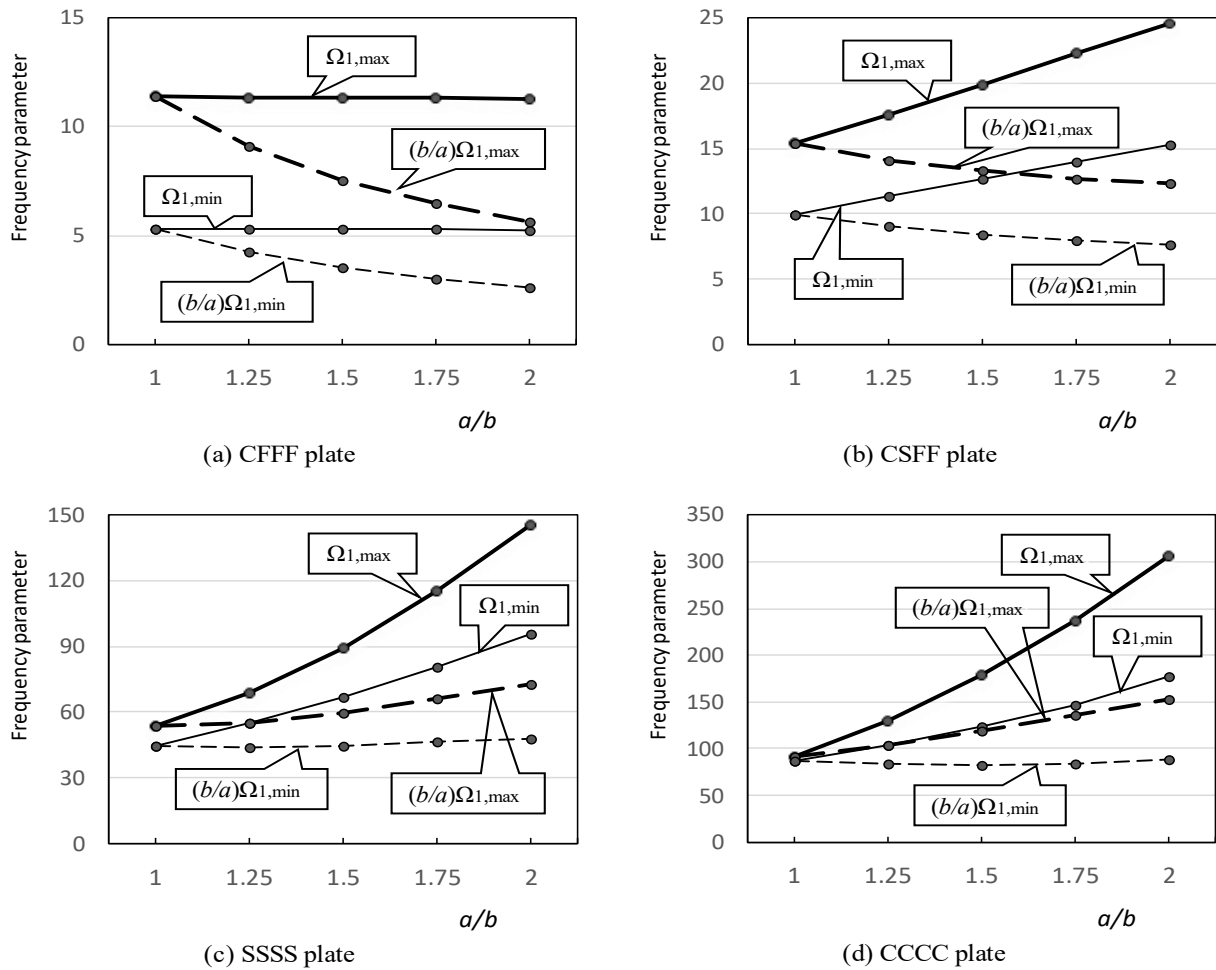 15
10
5
0
Frequency parameter
Ω1,max
(b/a)Ω1,max
Ω1,min
(b/a)Ω1,min
1 1.25 1.5 1.75 2
a/b
(a) CFFF plate
25
20
15
10
5
0
Frequency parameter
Ω1,max
(b/a)Ω1,max
Ω1,min
(b/a)Ω1,min
1 1.25 1.5 1.75 2
a/b
(b) CSFF plate
150
120
90
60
30
0
Frequency parameter
Ω1,max
Ω1,min
(b/a)Ω1,min
(b/a)Ω1,max
1 1.25 1.5 1.75 2
a/b
(c) SSSS plate
350
300
250
200
150
100
50
0
Frequency parameter
Ω1,max
(b/a)Ω1,max
Ω1,min
(b/a)Ω1,min
1 1.25 1.5 1.75 2
a/b
(d) CCCC plate